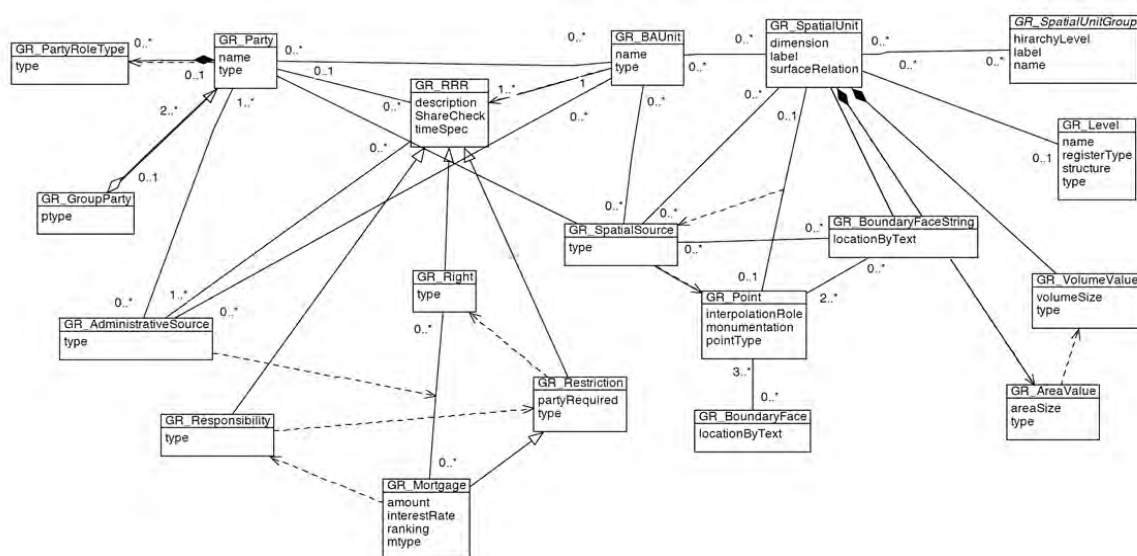 GR_PartyRoleType
type
0..*
0..1
GR_Party
name
type
0..*
0..1
1..*
2..*
0..1
GR_GroupParty
ptype
GR_RRR
description
ShareCheck
timeSpec
0..*
0..*
1..*
1
0..*
GR_BAUnit
name
type
0..*
0..*
0..*
0..*
GR_SpatialUnit
dimension
label
surfaceRelation
0..*
0..*
0..*
0..1
GR_SpatialUnitGroup
hirarchyLevel
label
name
0..*
GR_Level
name
registerType
structure
type
0..1
GR_SpatialSource
type
0..*
0..*
0..*
0..*
GR_BoundaryFaceString
locationByText
0..*
2..*
0..1
GR_Point
interpolationRole
monumentation
pointType
3..*
0..*
GR_BoundaryFace
locationByText
GR_VolumeValue
volumeSize
type
GR_AreaValue
areaSize
type
GR_Right
type
0..*
0..*
1..*
0..*
GR_AdministrativeSource
type
GR_Restriction
partyRequired
type
GR_Responsibility
type
0..*
GR_Mortgage
amount
interestRate
ranking
mtype